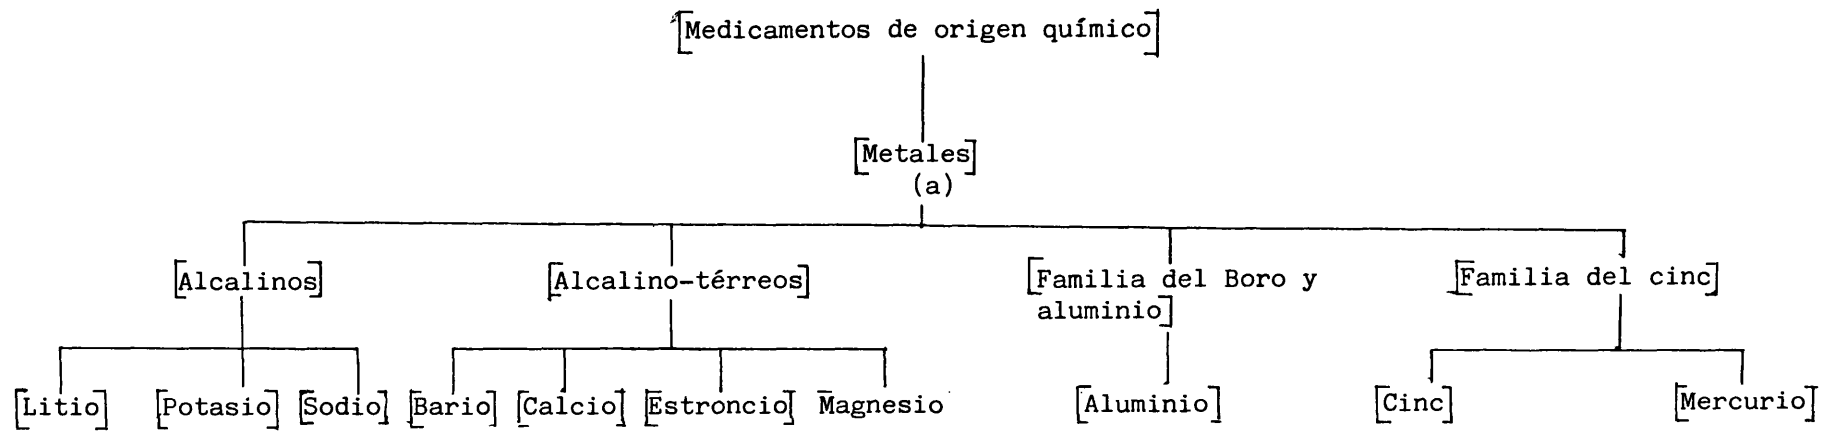 [Medicamentos de origen químico]
[Metales]
(a)
[Alcalinos] [Alcalino-térreos] [Familia del Boro y aluminio] [Familia del cinc]
[Litio] [Potasio] [Sodio] [Bario] [Calcio] [Estroncio] Magnesio [Aluminio] [Cinc] [Mercurio]